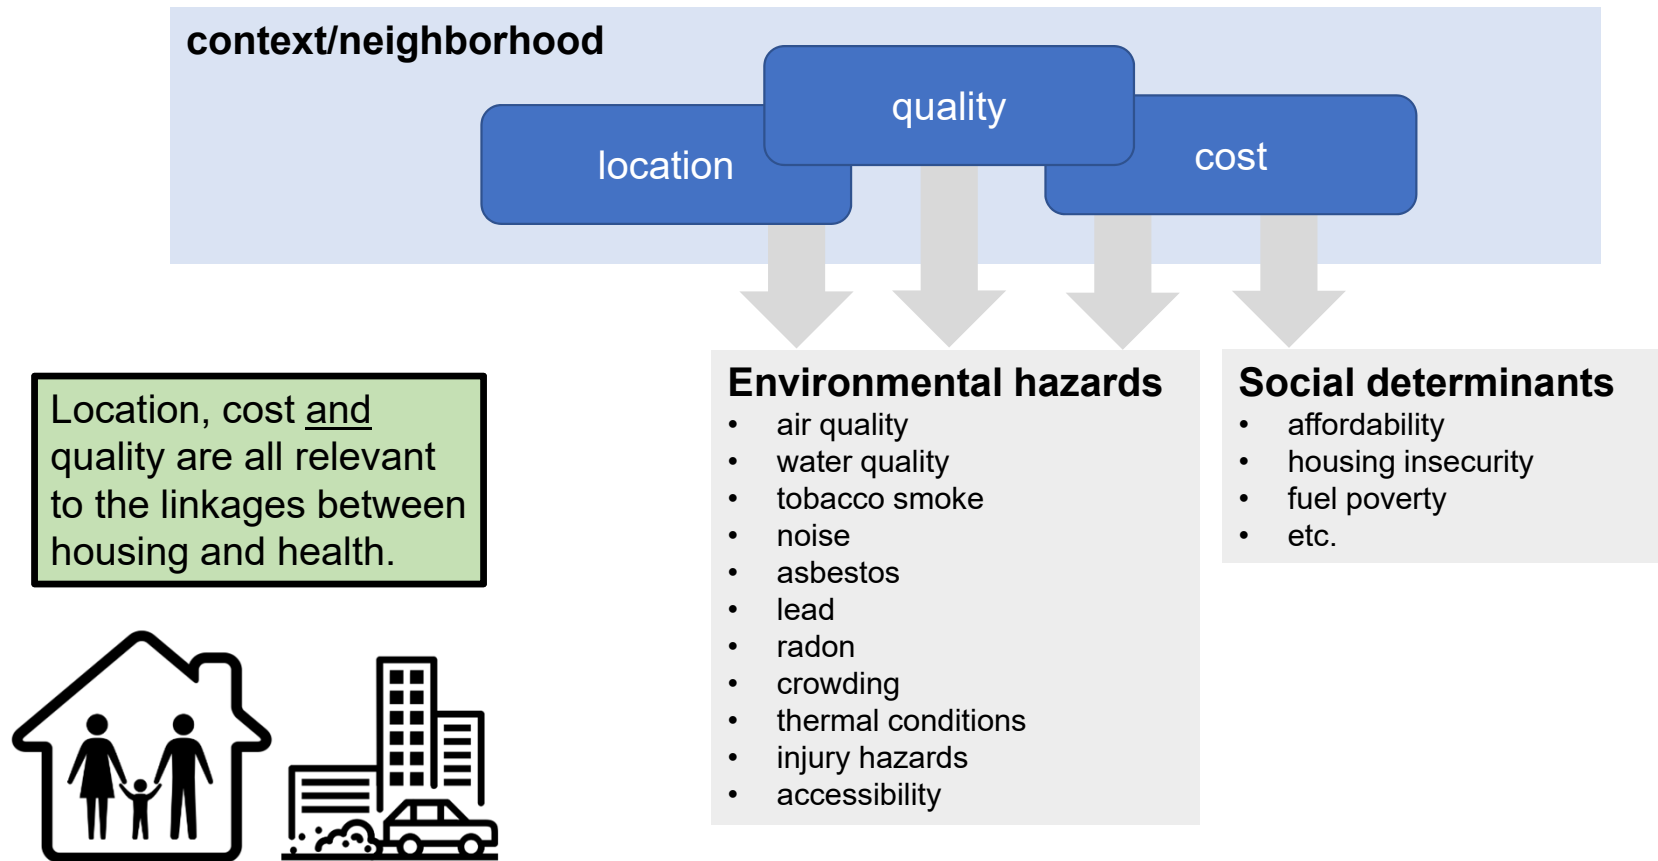 context/neighborhood
quality
location
cost
Location, cost and
quality are all relevant
to the linkages between
housing and health.
Environmental hazards
• air quality
• water quality
• tobacco smoke
• noise
• asbestos
• lead
• radon
• crowding
• thermal conditions
• injury hazards
• accessibility
Social determinants
• affordability
• housing insecurity
• fuel poverty
• etc.